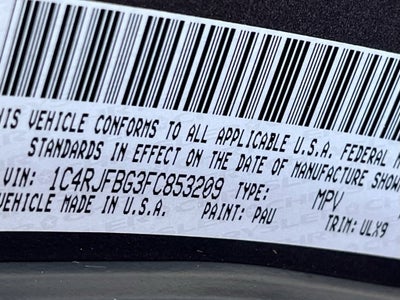 THIS VEHICLE CONFORMS TO ALL APPLICABLE U.S.A. FEDERAL
STANDARDS IN EFFECT ON THE DATE OF MANUFACTURE SHOW
VIN: 1C4RJFBG3FC853209 TYPE: MPV
VEHICLE MADE IN U.S.A. PAINT: PAU TRIM: ULX9